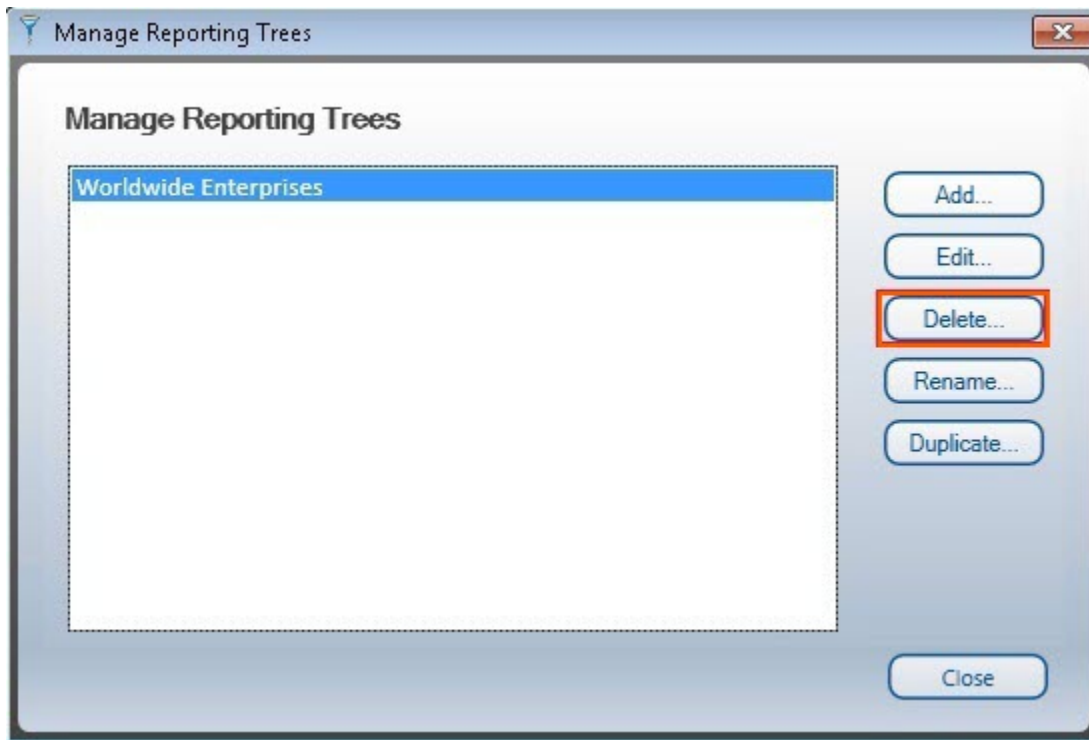 Manage Reporting Trees
Manage Reporting Trees
Worldwide Enterprises
Add...
Edit...
Delete...
Rename...
Duplicate...
Close